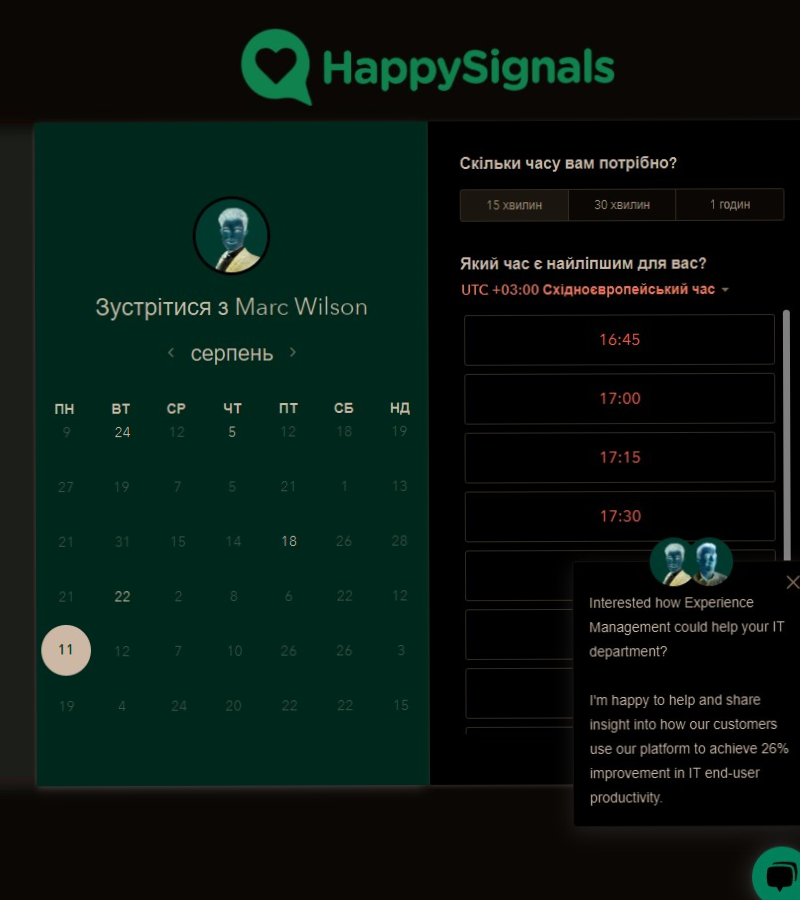 HappySignals
Зустрітися з Marc Wilson
серпень
ПН ВТ СР ЧТ ПТ СБ НД
9 24 12 5 12 18 19
27 19 7 5 21 1 13
21 31 15 14 18 26 28
21 22 2 8 6 22 12
11 12 7 10 26 26 3
19 4 24 20 22 22 15
Скільки часу вам потрібно?
15 хвилин 30 хвилин 1 годин
Який час є найліпшим для вас?
UTC +03:00 Східноєвропейський час
16:45
17:00
17:15
17:30
Interested how Experience
Management could help your IT
department?
I'm happy to help and share
insight into how our customers
use our platform to achieve 26%
improvement in IT end-user
productivity.